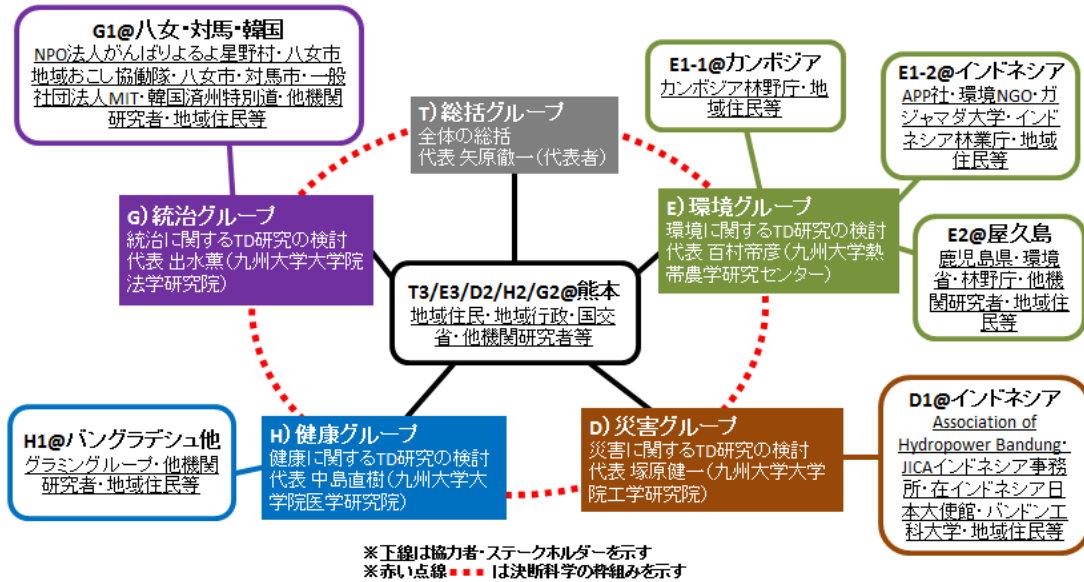 G1@八女・対馬・韓国
NPO法人がんばりよるよ星野村・八女市
地域おこし協働隊・八女市・対馬市・一般
社団法人MIT・韓国済州特別道・他機関
研究者・地域住民等
T）総括グループ
全体の総括
代表 矢原徹一（代表者）
E1-1@カンボジア
カンボジア林野庁・地
域住民等
E1-2@インドネシア
APP社・環境NGO・ガ
ジャマダ大学・インド
ネシア林業庁・地域
住民等
G）統治グループ
統治に関するTD研究の検討
代表 出水薫（九州大学大学院
法学研究院）
E）環境グループ
環境に関するTD研究の検討
代表 百村帝彦（九州大学熱
帯農学研究センター）
E2@屋久島
鹿児島県・環境
省・林野庁・他機
関研究者・地域住
民等
T3/E3/D2/H2/G2@熊本
地域住民・地域行政・国交
省・他機関研究者等
H1@バングラデシュ他
グラミングループ・他機関
研究者・地域住民等
H）健康グループ
健康に関するTD研究の検討
代表 中島直樹（九州大学大
学院医学研究院）
D）災害グループ
災害に関するTD研究の検討
代表 塚原健一（九州大学大学
院工学研究院）
D1@インドネシア
Association of
Hydropower Bandung・
JICAインドネシア事務
所・在インドネシア日
本大使館・バンドン工
科大学・地域住民等
※下線は協力者・ステークホルダーを示す
※赤い点線 は決断科学の枠組みを示す